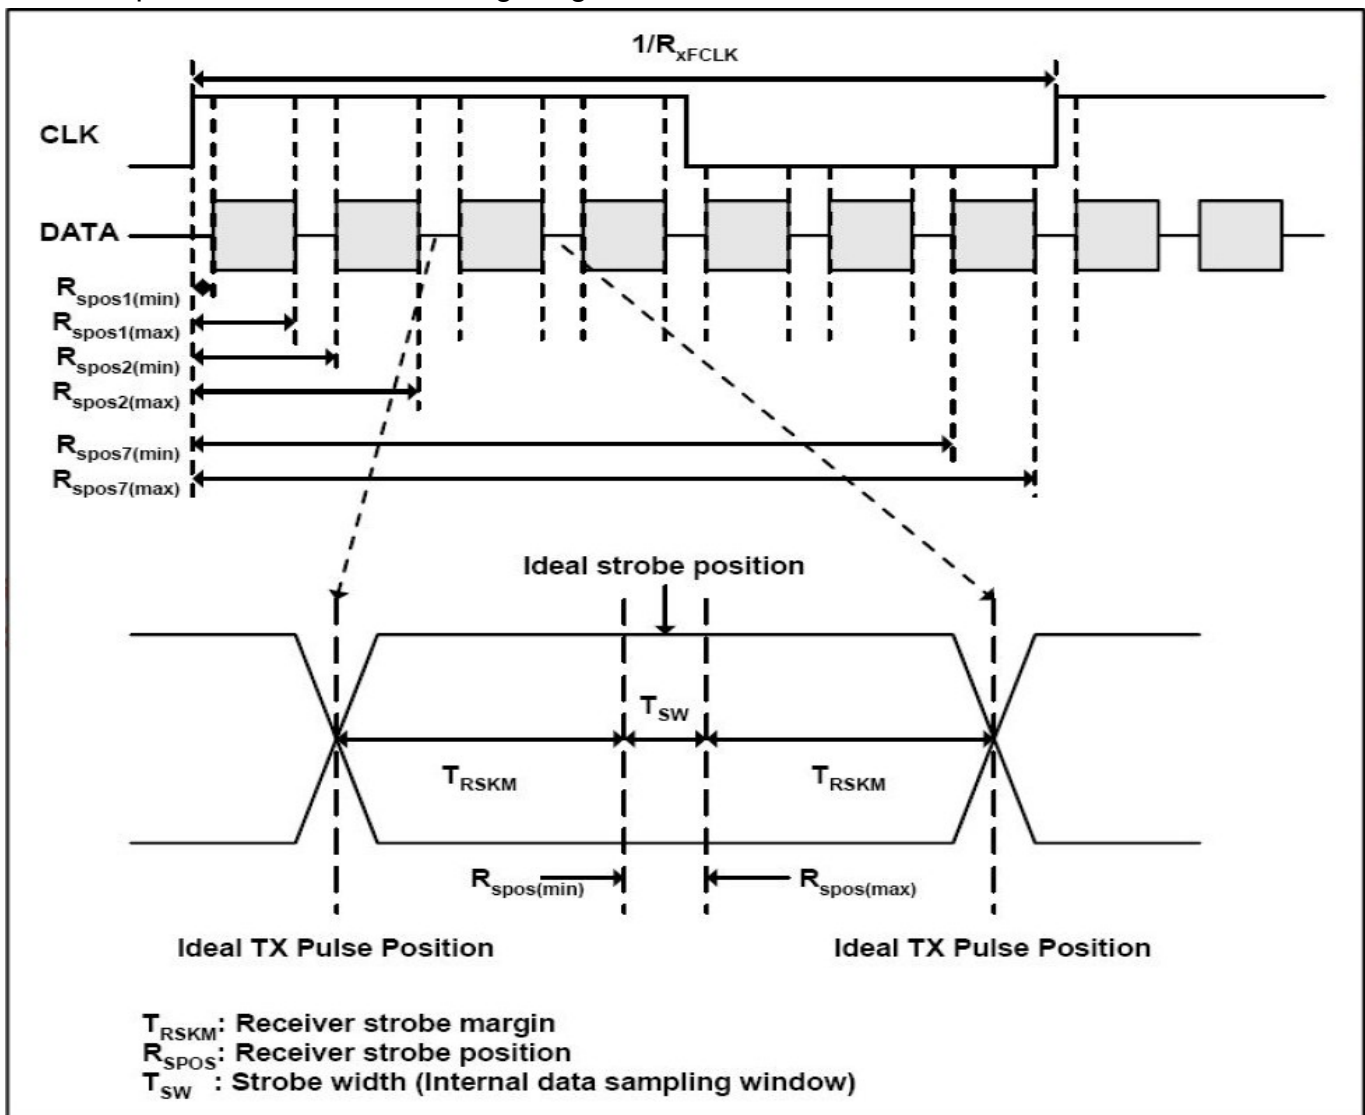 1/RxFCLK
CLK
DATA
Rspos1(min)
Rspos1(max)
Rspos2(min)
Rspos2(max)
Rspos7(min)
Rspos7(max)
Ideal strobe position
TSW
TRSKM TRSKM
Rspos(min) Rspos(max)
Ideal TX Pulse Position Ideal TX Pulse Position
TRSKM: Receiver strobe margin
RSPOS: Receiver strobe position
TSW : Strobe width (Internal data sampling window)